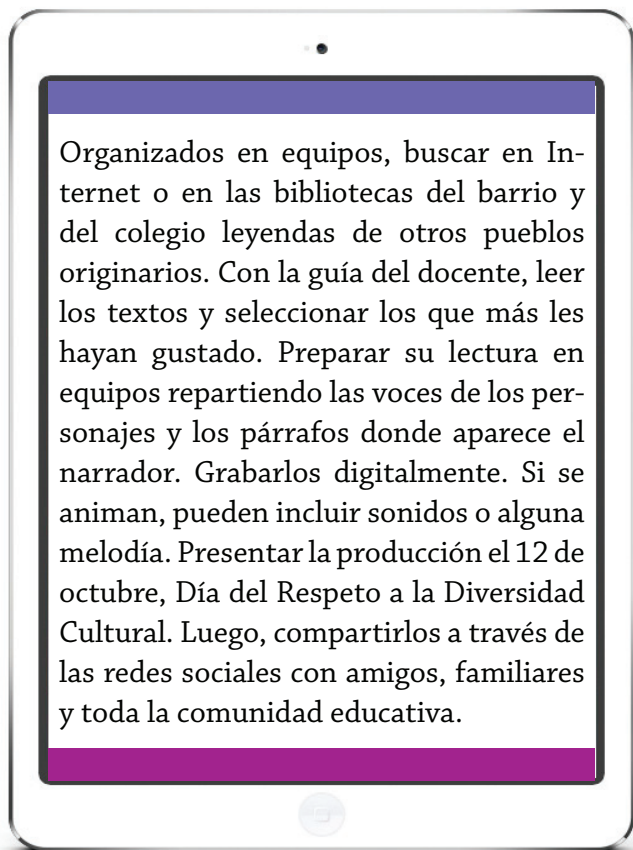 Organizados en equipos, buscar en In-
ternet o en las bibliotecas del barrio y
del colegio leyendas de otros pueblos
originarios. Con la guía del docente, leer
los textos y seleccionar los que más les
hayan gustado. Preparar su lectura en
equipos repartiendo las voces de los per-
sonajes y los párrafos donde aparece el
narrador. Grabarlos digitalmente. Si se
animan, pueden incluir sonidos o alguna
melodía. Presentar la producción el 12 de
octubre, Día del Respeto a la Diversidad
Cultural. Luego, compartirlos a través de
las redes sociales con amigos, familiares
y toda la comunidad educativa.